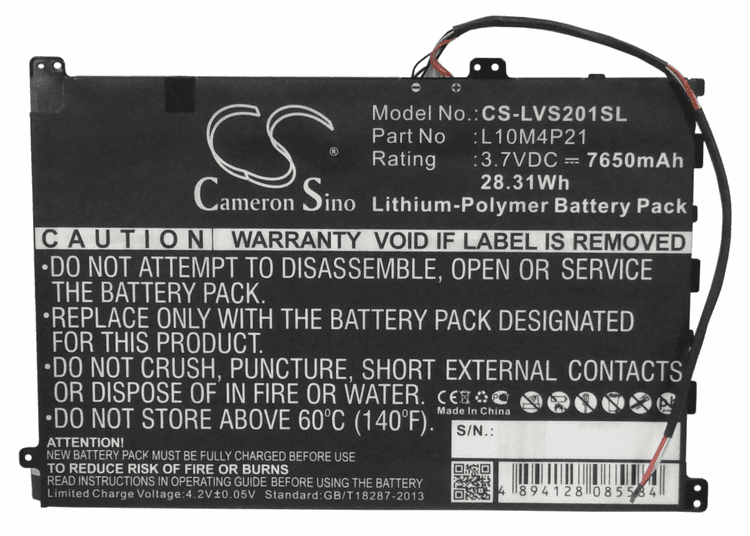 CS
Cameron Sino
®
Model No.: CS-LVS201SL
Part No : L10M4P21
Rating : 3.7VDC ⎓ 7650mAh
28.31Wh
Lithium-Polymer Battery Pack
- +
CAUTION WARRANTY VOID IF LABEL IS REMOVED
*DO NOT ATTEMPT TO DISASSEMBLE, OPEN OR SERVICE
THE BATTERY PACK.
*REPLACE ONLY WITH THE BATTERY PACK DESIGNATED
FOR THIS PRODUCT.
*DO NOT CRUSH, PUNCTURE, SHORT EXTERNAL CONTACTS
OR DISPOSE OF IN FIRE OR WATER.
*DO NOT STORE ABOVE 60°C (140°F).
CE
Made In China
ATTENTION!
NEW BATTERY PACK MUST BE FULLY CHARGED BEFORE USE
TO REDUCE RISK OF FIRE OR BURNS
FOLLOW INSTRUCTIONS IN OPERATING GUIDE BEFORE USING BATTERY
Limited Charge Voltage:4.2V±0.05V Standard:GB/T18287-2013
S/N.:
4 894128 085584